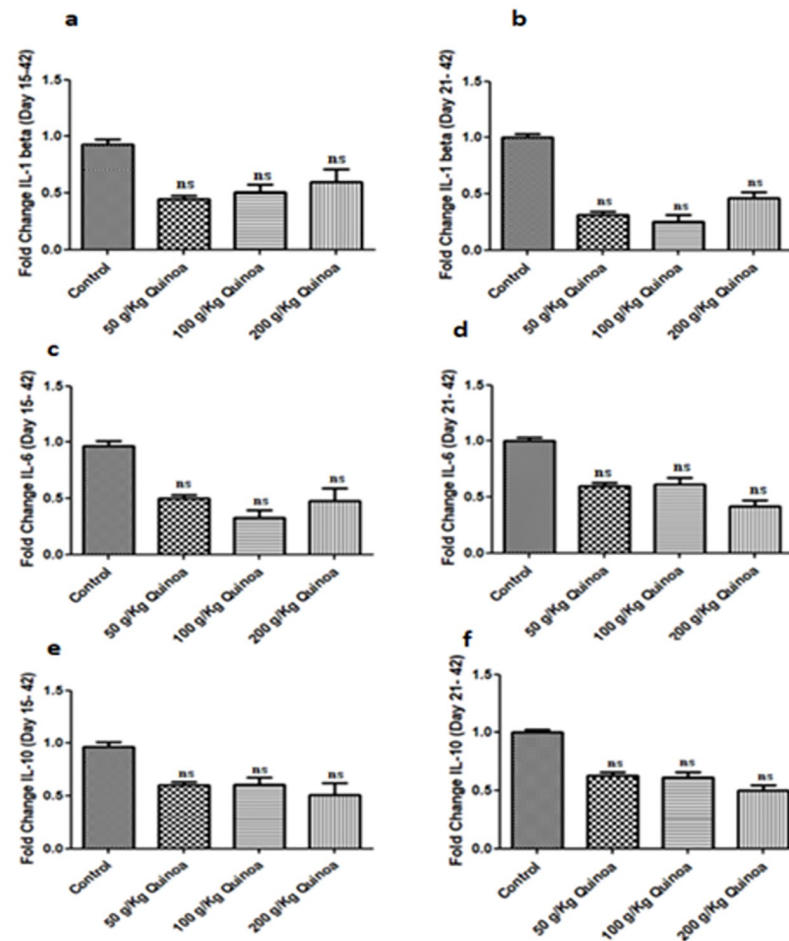 a
Fold Change IL-1 beta (Day 15-42)
1.5
1.0
0.5
0.0
ns
ns
ns
Control
50 g/Kg Quinoa
100 g/Kg Quinoa
200 g/Kg Quinoa
b
Fold Change IL-1 beta (Day 21- 42)
1.5
1.0
0.5
0.0
ns
ns
ns
Control
50 g/Kg Quinoa
100 g/Kg Quinoa
200 g/Kg Quinoa
c
Fold Change IL-6 (Day 15- 42)
1.5
1.0
0.5
0.0
ns
ns
ns
Control
50 g/Kg Quinoa
100 g/Kg Quinoa
200 g/Kg Quinoa
d
Fold Change IL-6 (Day 21- 42)
1.5
1.0
0.5
0.0
ns
ns
ns
Control
50 g/Kg Quinoa
100 g/Kg Quinoa
200 g/Kg Quinoa
e
Fold Change IL-10 (Day 15- 42)
1.5
1.0
0.5
0.0
ns
ns
ns
Control
50 g/Kg Quinoa
100 g/Kg Quinoa
200 g/Kg Quinoa
f
Fold Change IL-10 (Day 21- 42)
1.5
1.0
0.5
0.0
ns
ns
ns
Control
50 g/Kg Quinoa
100 g/Kg Quinoa
200 g/Kg Quinoa